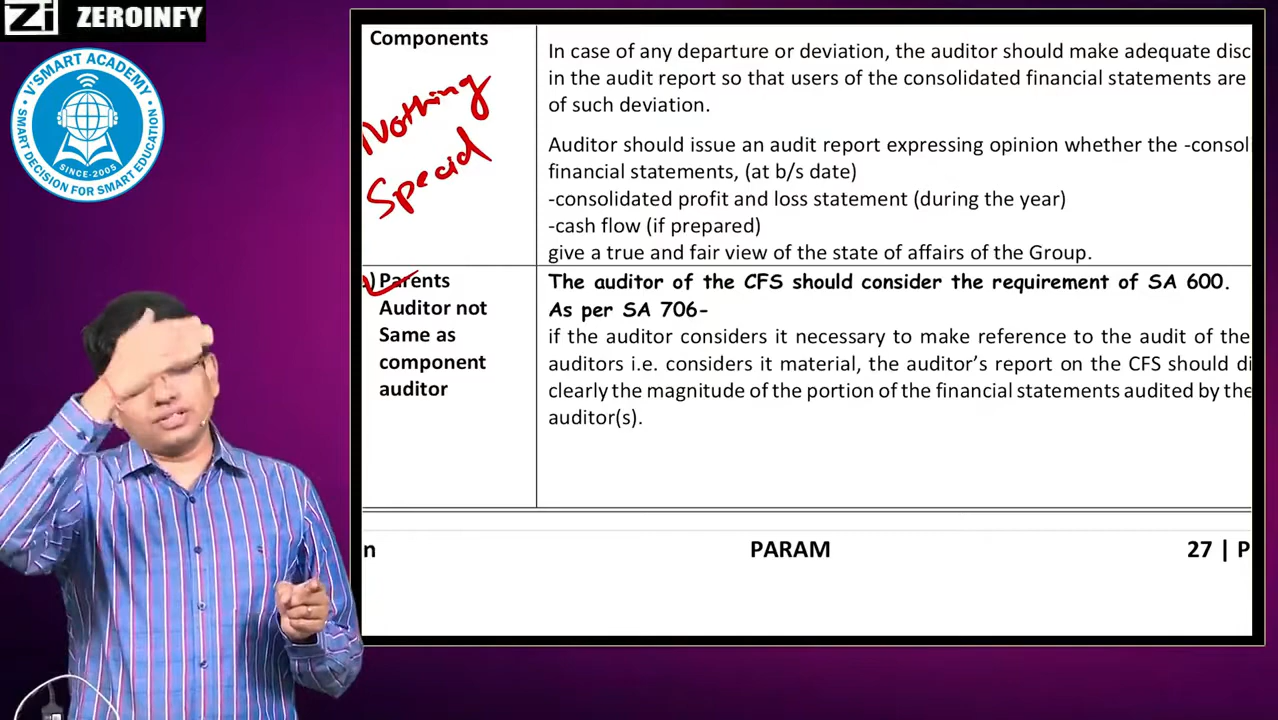 Zi ZEROINFY
V'SMART ACADEMY
SINCE-2005
SMART DECISION FOR SMART EDUCATION
Components
Nothing
Special
In case of any departure or deviation, the auditor should make adequate disc
in the audit report so that users of the consolidated financial statements are
of such deviation.
Auditor should issue an audit report expressing opinion whether the -consol
financial statements, (at b/s date)
-consolidated profit and loss statement (during the year)
-cash flow (if prepared)
give a true and fair view of the state of affairs of the Group.
) Parents
Auditor not
Same as
component
auditor
The auditor of the CFS should consider the requirement of SA 600.
As per SA 706-
if the auditor considers it necessary to make reference to the audit of the
auditors i.e. considers it material, the auditor's report on the CFS should di
clearly the magnitude of the portion of the financial statements audited by the
auditor(s).
n PARAM 27 | P